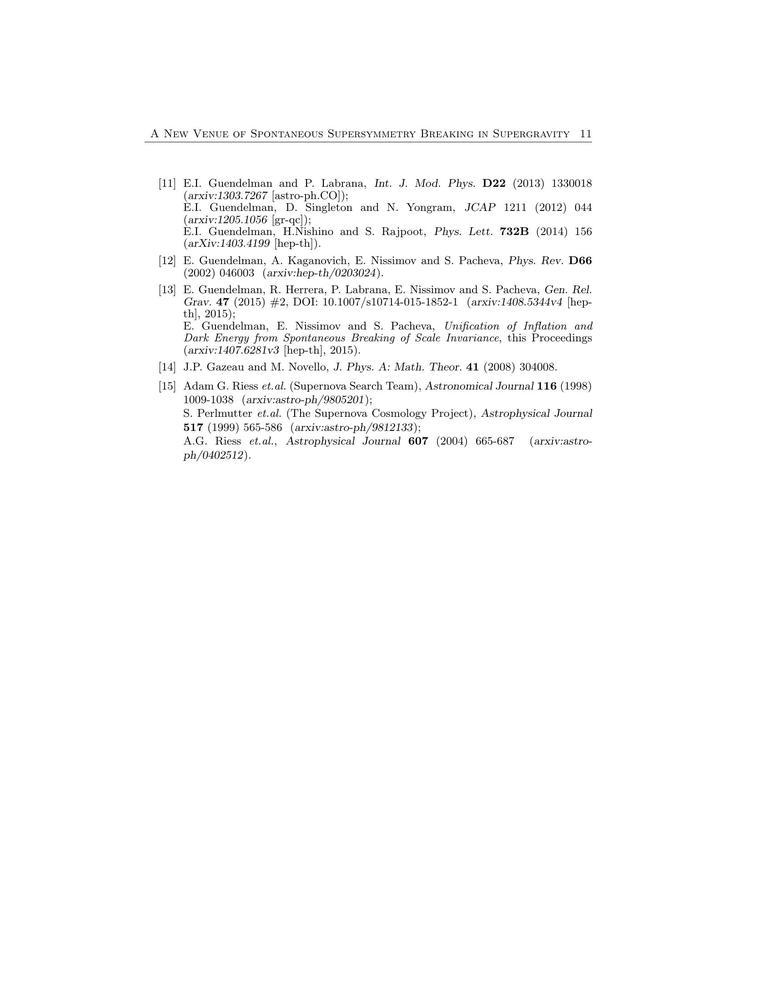 A New Venue of Spontaneous Supersymmetry Breaking in Supergravity 11
[11] E.I. Guendelman and P. Labrana, Int. J. Mod. Phys. D22 (2013) 1330018
(arxiv:1303.7267 [astro-ph.CO]);
E.I. Guendelman, D. Singleton and N. Yongram, JCAP 1211 (2012) 044
(arxiv:1205.1056 [gr-qc]);
E.I. Guendelman, H.Nishino and S. Rajpoot, Phys. Lett. 732B (2014) 156
(arXiv:1403.4199 [hep-th]).
[12] E. Guendelman, A. Kaganovich, E. Nissimov and S. Pacheva, Phys. Rev. D66
(2002) 046003 (arxiv:hep-th/0203024).
[13] E. Guendelman, R. Herrera, P. Labrana, E. Nissimov and S. Pacheva, Gen. Rel.
Grav. 47 (2015) #2, DOI: 10.1007/s10714-015-1852-1 (arxiv:1408.5344v4 [hep-
th], 2015);
E. Guendelman, E. Nissimov and S. Pacheva, Unification of Inflation and
Dark Energy from Spontaneous Breaking of Scale Invariance, this Proceedings
(arxiv:1407.6281v3 [hep-th], 2015).
[14] J.P. Gazeau and M. Novello, J. Phys. A: Math. Theor. 41 (2008) 304008.
[15] Adam G. Riess et.al. (Supernova Search Team), Astronomical Journal 116 (1998)
1009-1038 (arxiv:astro-ph/9805201);
S. Perlmutter et.al. (The Supernova Cosmology Project), Astrophysical Journal
517 (1999) 565-586 (arxiv:astro-ph/9812133);
A.G. Riess et.al., Astrophysical Journal 607 (2004) 665-687 (arxiv:astro-
ph/0402512).